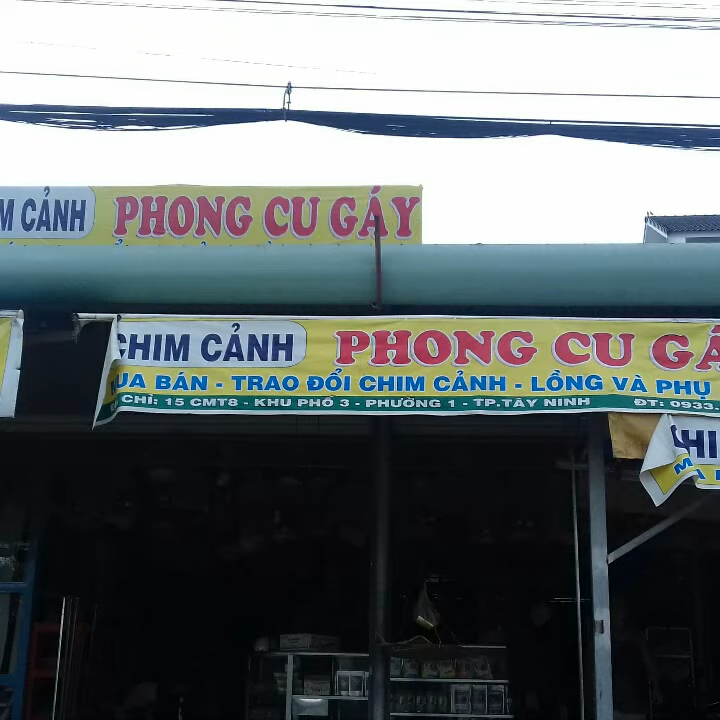 M CẢNH PHONG CU GÁY
CHIM CẢNH PHONG CU GÁ
UA BÁN - TRAO ĐỔI CHIM CẢNH - LỒNG VÀ PHỤ
CHỈ: 15 CMT8 - KHU PHỐ 3 - PHƯỜNG 1 - TP.TÂY NINH ĐT: 0933.
CHI